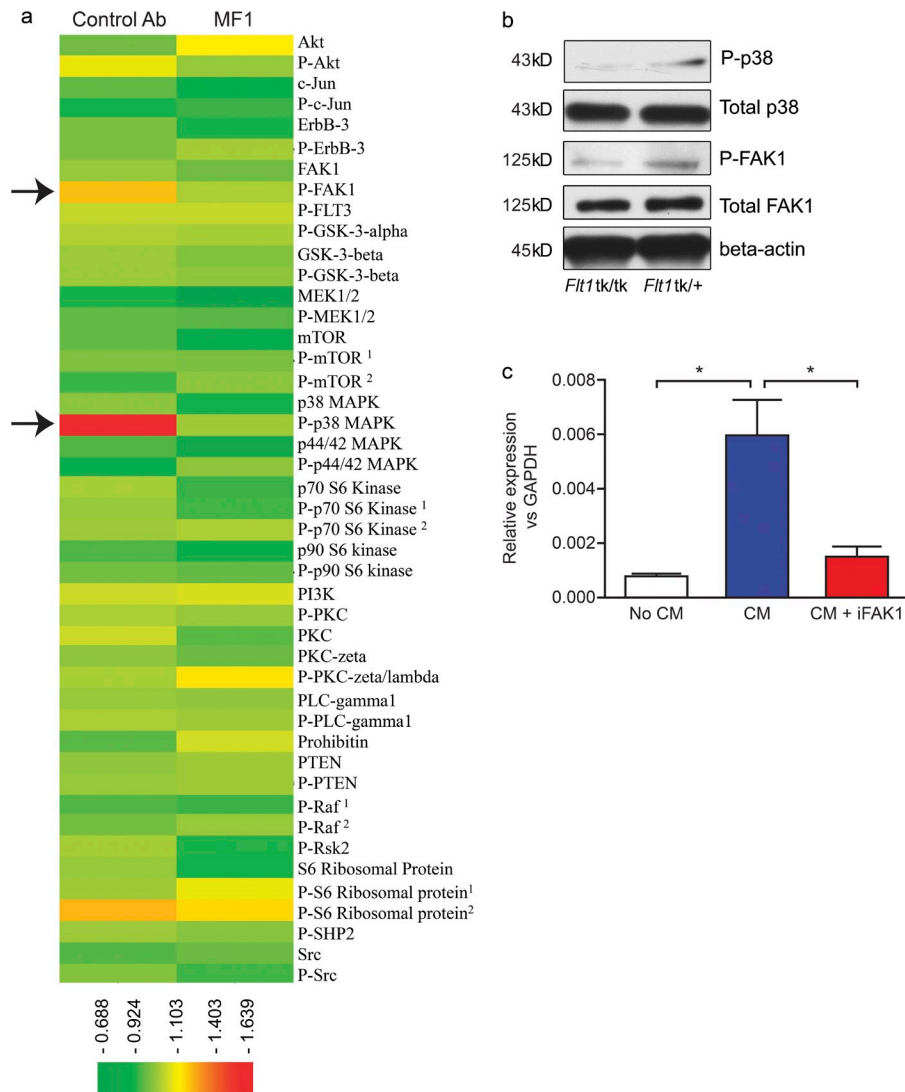 a
Control Ab MF1
Akt
P-Akt
c-Jun
P-c-Jun
ErbB-3
P-ErbB-3
FAK1
P-FAK1
P-FLT3
P-GSK-3-alpha
GSK-3-beta
P-GSK-3-beta
MEK1/2
P-MEK1/2
mTOR
P-mTOR 1
P-mTOR 2
p38 MAPK
P-p38 MAPK
p44/42 MAPK
P-p44/42 MAPK
p70 S6 Kinase
P-p70 S6 Kinase 1
P-p70 S6 Kinase 2
p90 S6 kinase
P-p90 S6 kinase
PI3K
P-PKC
PKC
PKC-zeta
P-PKC-zeta/lambda
PLC-gamma1
P-PLC-gamma1
Prohibitin
PTEN
P-PTEN
P-Raf 1
P-Raf 2
P-Rsk2
S6 Ribosomal Protein
P-S6 Ribosomal protein1
P-S6 Ribosomal protein2
P-SHP2
Src
P-Src
- 0.688
- 0.924
- 1.103
- 1.403
- 1.639
b
43kD P-p38
43kD Total p38
125kD P-FAK1
125kD Total FAK1
45kD beta-actin
Flt1 tk/tk Flt1 tk/+
c
Relative expression
vs GAPDH
0.008
0.006
0.004
0.002
0.000
* *
No CM CM CM + iFAK1